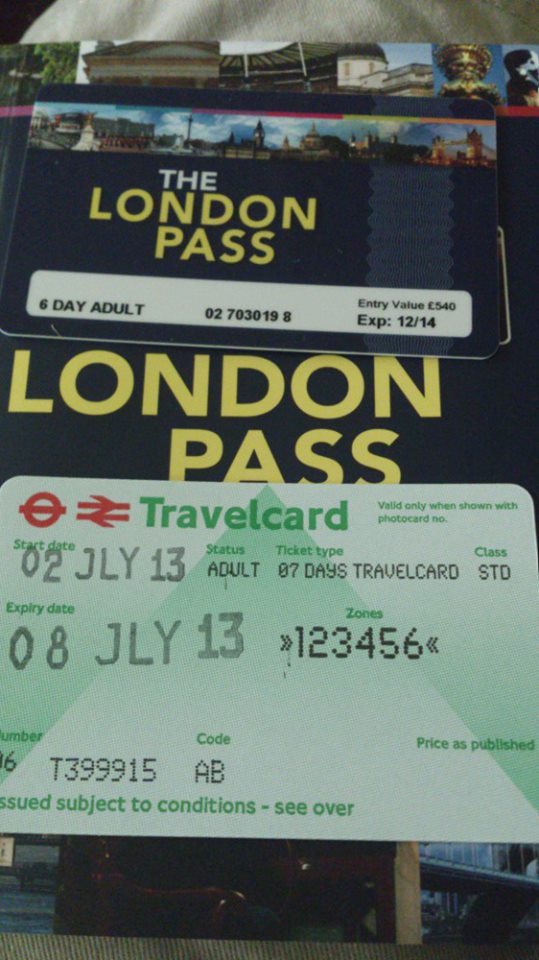 THE
LONDON
PASS
6 DAY ADULT 02 703019 8 Entry Value £540
Exp: 12/14
LONDON
PASS
Travelcard Valid only when shown with
photocard no.
Start date Status Ticket type Class
02 JLY 13 ADULT 07 DAYS TRAVELCARD STD
Expiry date Zones
08 JLY 13 »123456«
umber Code Price as published
06 T399915 AB
ssued subject to conditions - see over